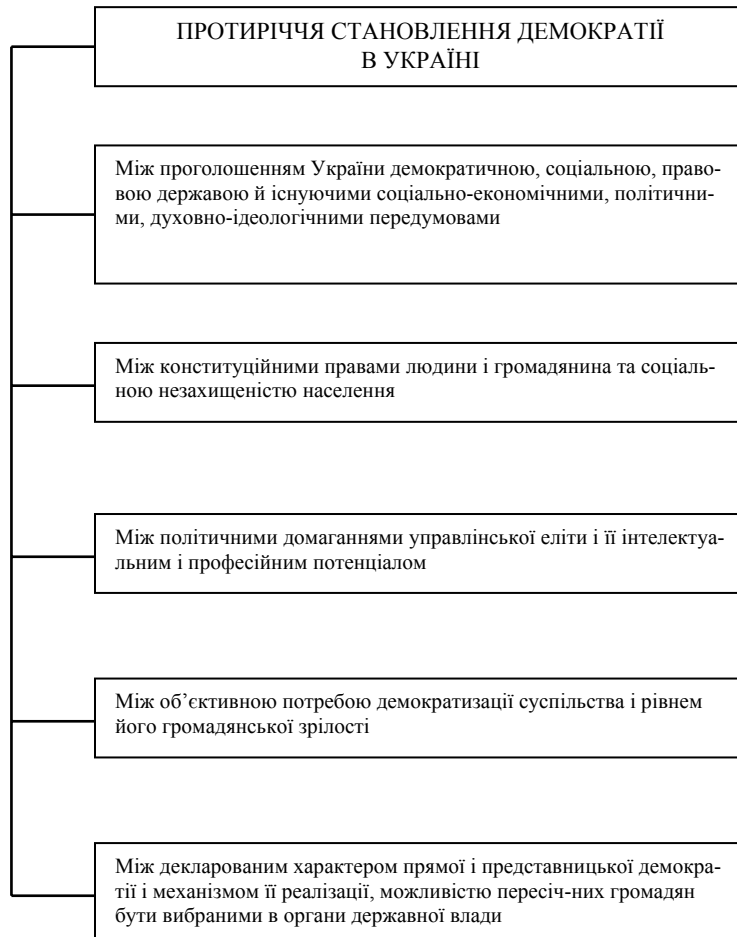 ПРОТИРІЧЧЯ СТАНОВЛЕННЯ ДЕМОКРАТІЇ
В УКРАЇНІ
Між проголошенням України демократичною, соціальною, право-
вою державою й існуючими соціально-економічними, політични-
ми, духовно-ідеологічними передумовами
Між конституційними правами людини і громадянина та соціаль-
ною незахищеністю населення
Між політичними домаганнями управлінської еліти і її інтелектуа-
льним і професійним потенціалом
Між об’єктивною потребою демократизації суспільства і рівнем
його громадянської зрілості
Між декларованим характером прямої і представницької демокра-
тії і механізмом її реалізації, можливістю пересіч-них громадян
бути вибраними в органи державної влади